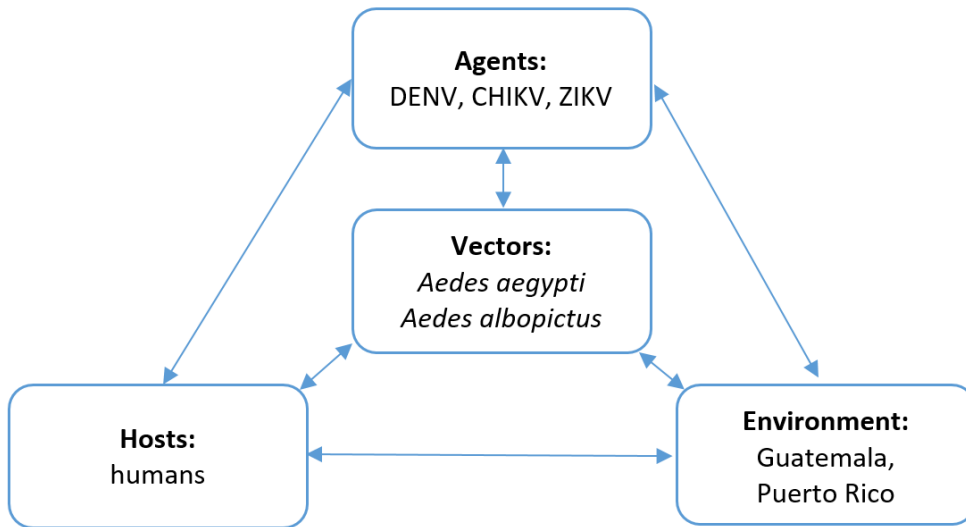 Agents:
DENV, CHIKV, ZIKV
Vectors:
Aedes aegypti
Aedes albopictus
Hosts:
humans
Environment:
Guatemala,
Puerto Rico